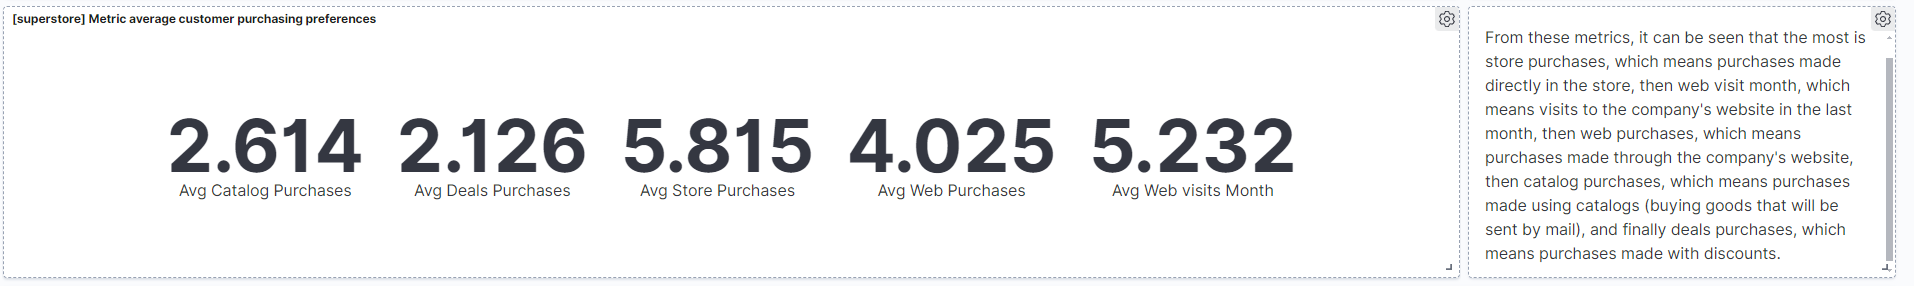 [superstore] Metric average customer purchasing preferences
2.614
Avg Catalog Purchases
2.126
Avg Deals Purchases
5.815
Avg Store Purchases
4.025
Avg Web Purchases
5.232
Avg Web visits Month
From these metrics, it can be seen that the most is
store purchases, which means purchases made
directly in the store, then web visit month, which
means visits to the company's website in the last
month, then web purchases, which means
purchases made through the company's website,
then catalog purchases, which means purchases
made using catalogs (buying goods that will be
sent by mail), and finally deals purchases, which
means purchases made with discounts.